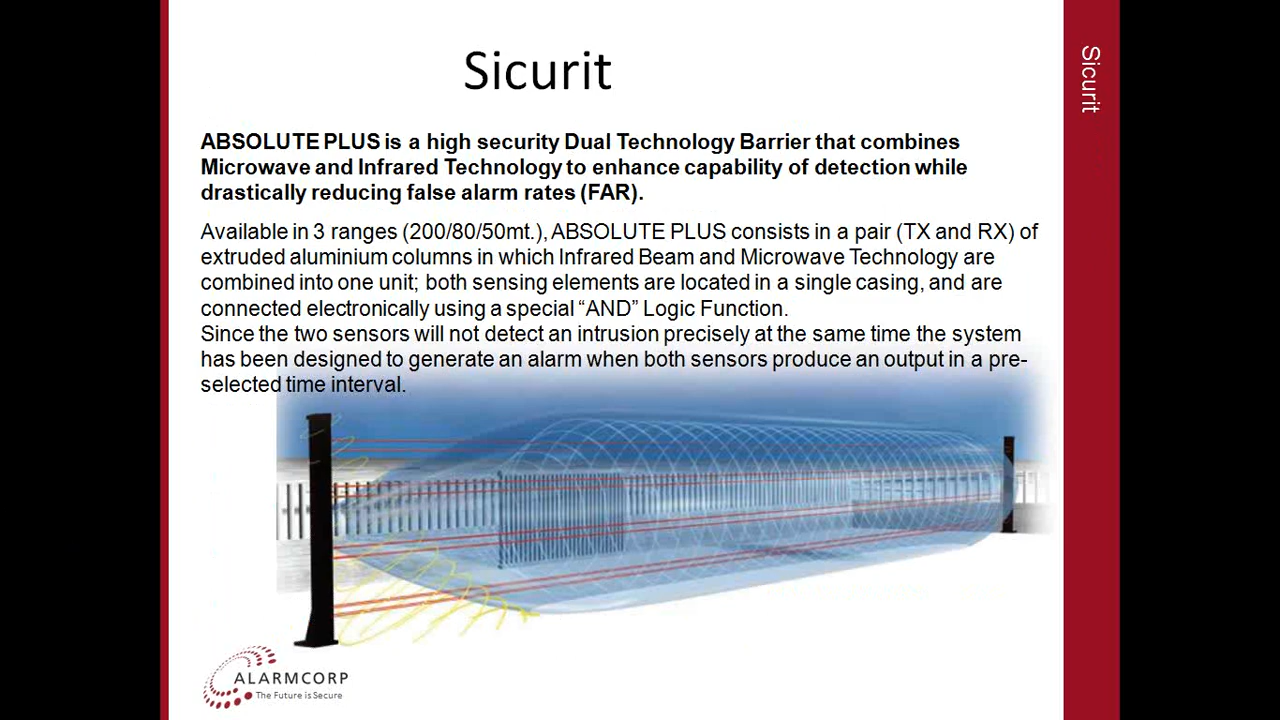 Sicurit
Sicurit
ABSOLUTE PLUS is a high security Dual Technology Barrier that combines
Microwave and Infrared Technology to enhance capability of detection while
drastically reducing false alarm rates (FAR).
Available in 3 ranges (200/80/50mt.), ABSOLUTE PLUS consists in a pair (TX and RX) of
extruded aluminium columns in which Infrared Beam and Microwave Technology are
combined into one unit; both sensing elements are located in a single casing, and are
connected electronically using a special “AND” Logic Function.
Since the two sensors will not detect an intrusion precisely at the same time the system
has been designed to generate an alarm when both sensors produce an output in a pre-
selected time interval.
ALARMCORP
The Future is Secure